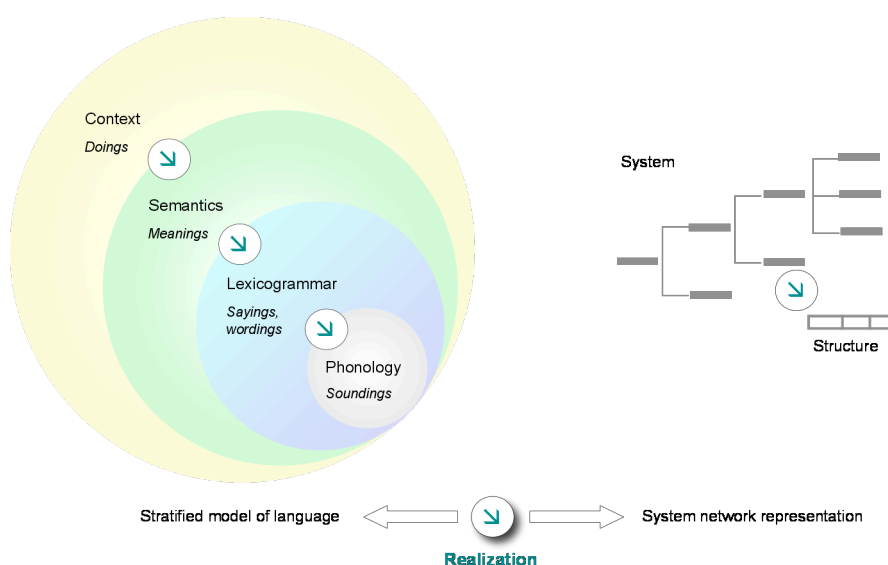 Context
Doings
Semantics
Meanings
Lexicogrammar
Sayings,
wordings
Phonology
Soundings
System
Structure
Stratified model of language
System network representation
Realization